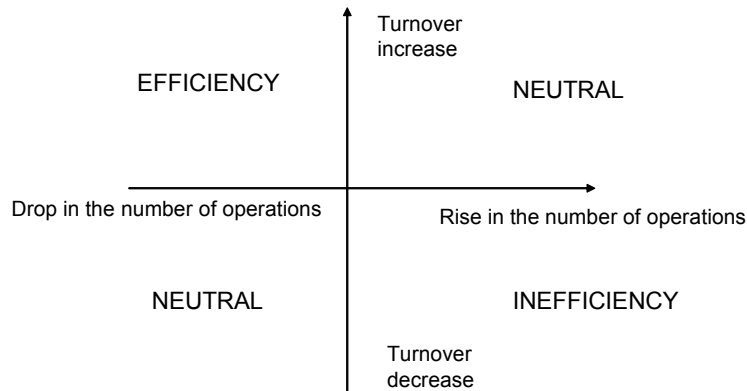 Turnover
increase
EFFICIENCY
NEUTRAL
Drop in the number of operations
Rise in the number of operations
NEUTRAL
INEFFICIENCY
Turnover
decrease